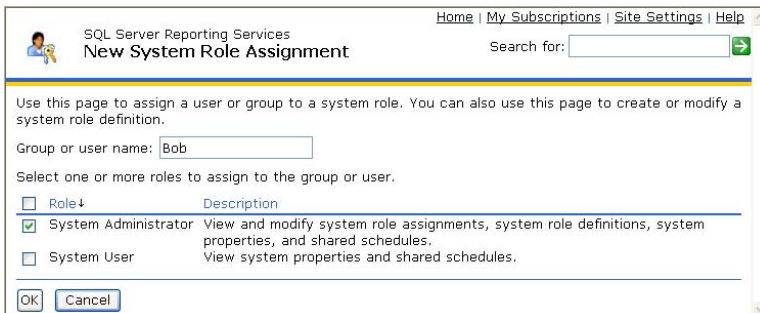 Home | My Subscriptions | Site Settings | Help
SQL Server Reporting Services
New System Role Assignment
Search for:
Use this page to assign a user or group to a system role. You can also use this page to create or modify a
system role definition.
Group or user name: Bob
Select one or more roles to assign to the group or user.
Role↓ Description
System Administrator View and modify system role assignments, system role definitions, system
properties, and shared schedules.
System User View system properties and shared schedules.
OK Cancel